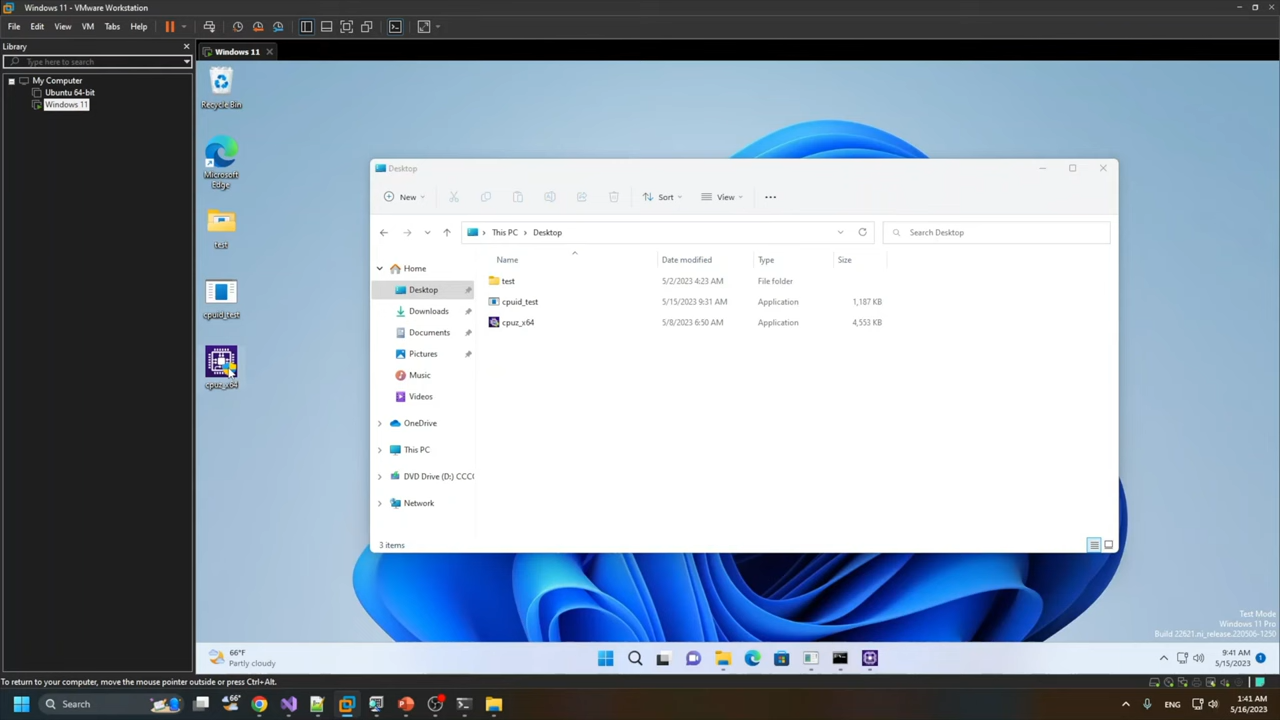 Windows 11 - VMware Workstation
File Edit View VM Tabs Help
Library
Type here to search
My Computer
Ubuntu 64-bit
Windows 11
Windows 11
Recycle Bin
Microsoft
Edge
test
cpuid_test
cpuz_x64
Desktop
New Sort View
This PC Desktop
Search Desktop
Name Date modified Type Size
test 5/2/2023 4:23 AM File folder
cpuid_test 5/15/2023 9:31 AM Application 1,187 KB
cpuz_x64 5/8/2023 6:50 AM Application 4,553 KB
Home
Desktop
Downloads
Documents
Pictures
Music
Videos
OneDrive
This PC
DVD Drive (D:) CCC
Network
3 items
Test Mode
Windows 11 Pro
Build 22621.ni_release.220506-1250
66°F
Partly cloudy
9:41 AM
5/15/2023
To return to your computer, move the mouse pointer outside or press Ctrl+Alt.
Search
66°
ENG
1:41 AM
5/16/2023